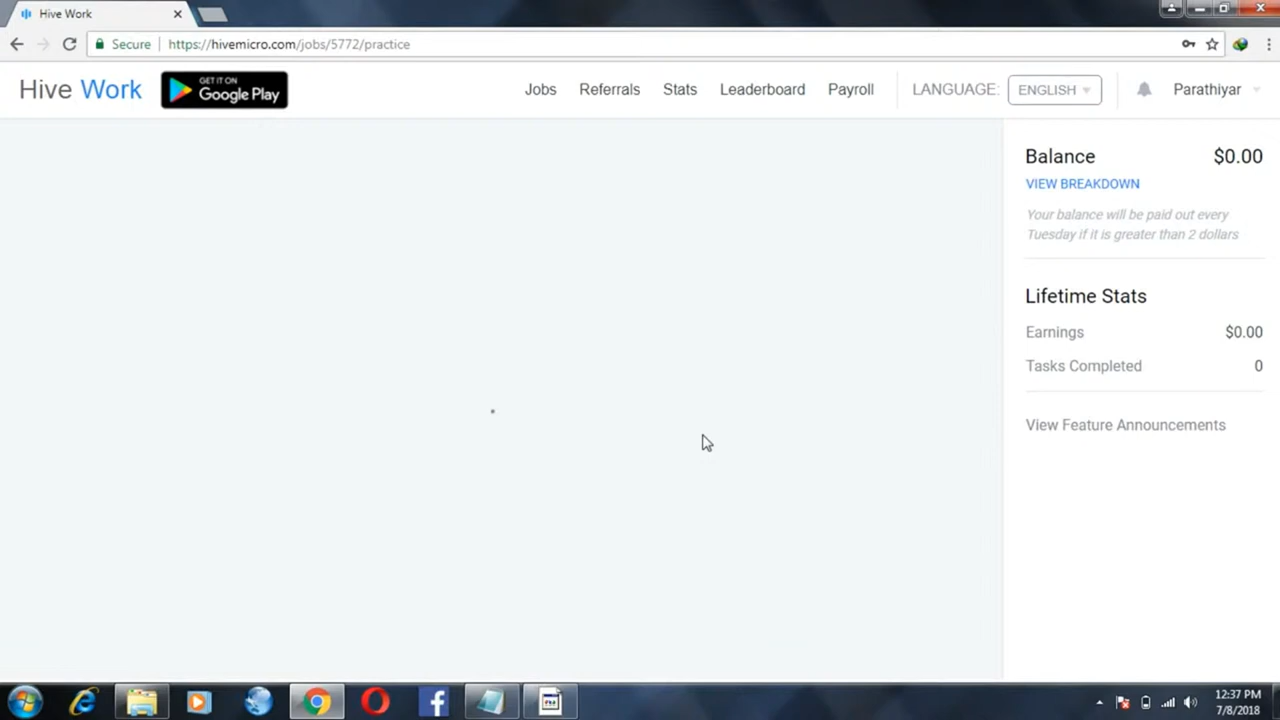 Hive Work
Secure https://hivemicro.com/jobs/5772/practice
Hive Work
GET IT ON
Google Play
Jobs Referrals Stats Leaderboard Payroll LANGUAGE: ENGLISH Parathiyar
Balance $0.00
VIEW BREAKDOWN
Your balance will be paid out every
Tuesday if it is greater than 2 dollars
Lifetime Stats
Earnings $0.00
Tasks Completed 0
View Feature Announcements
12:37 PM
7/8/2018